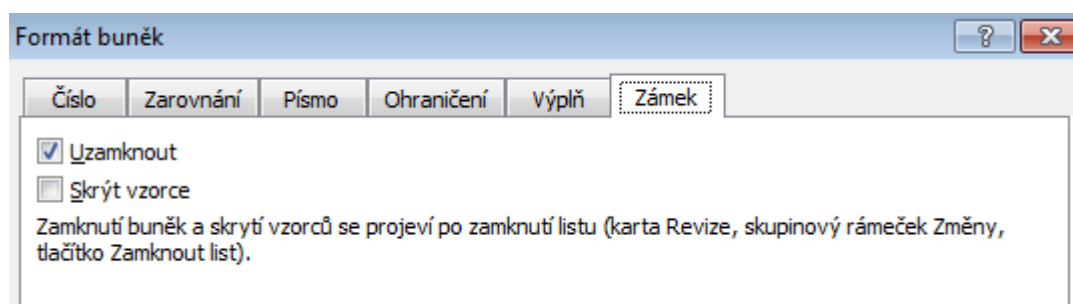 Formát buněk
Číslo Zarovnání Písmo Ohraničení Výplň Zámek
Uzamknout
Skrýt vzorce
Zamknutí buněk a skrytí vzorců se projeví po zamknutí listu (karta Revize, skupinový rámeček Změny,
tlačítko Zamknout list).